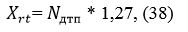 X_rt= N_дтп * 1,27, (38)